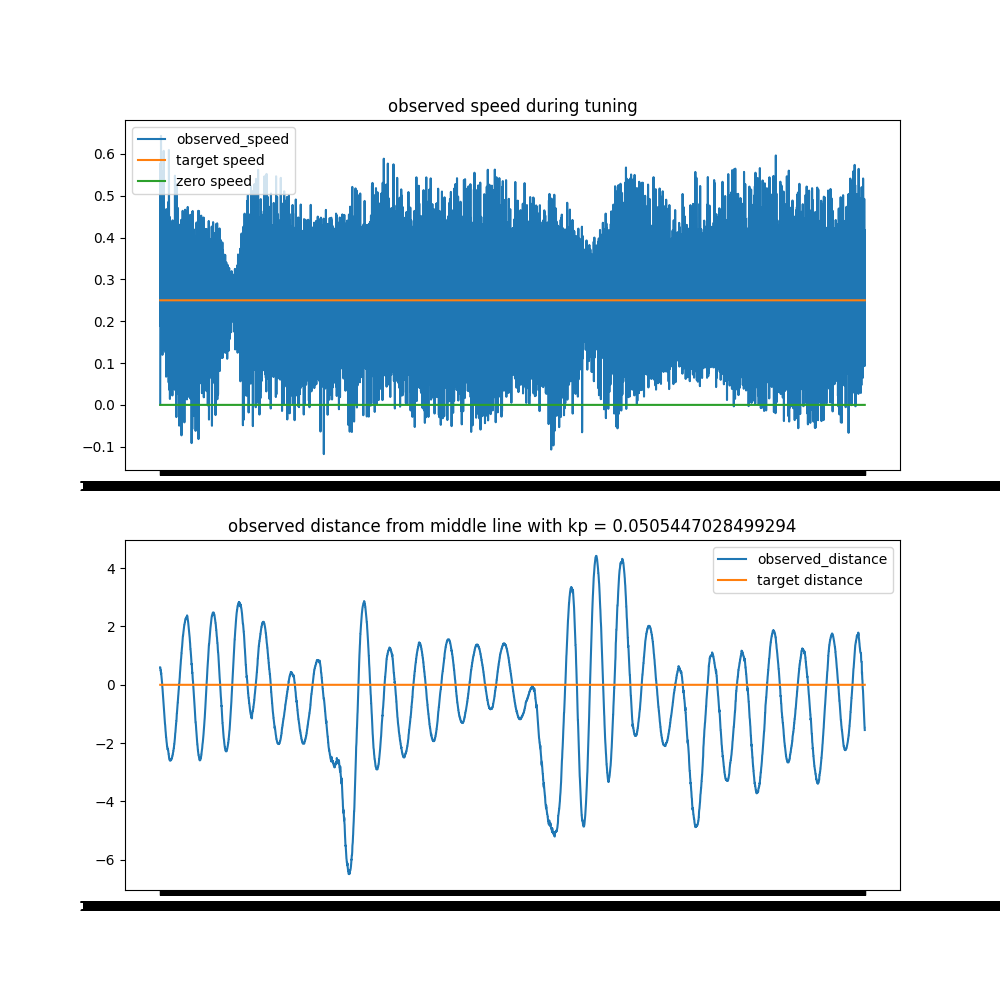 observed speed during tuning
observed_speed
target speed
zero speed
0.6
0.5
0.4
0.3
0.2
0.1
0.0
−0.1
observed distance from middle line with kp = 0.0505447028499294
observed_distance
target distance
4
2
0
−2
−4
−6